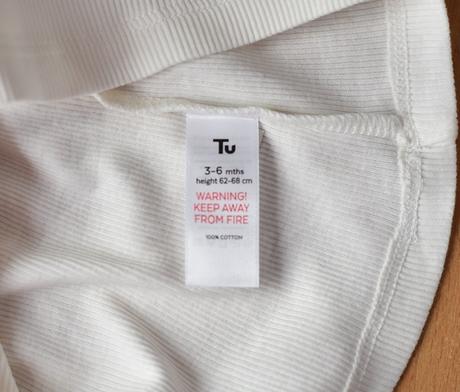 Tu
3-6 mths
height 62-68 cm
WARNING!
KEEP AWAY
FROM FIRE
100% COTTON